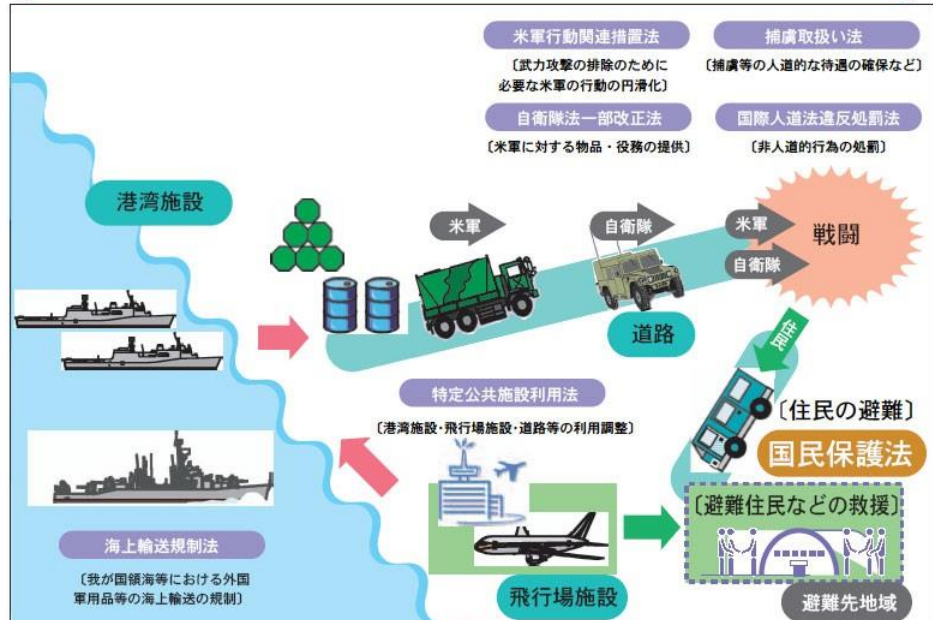 米軍行動関連措置法
〔武力攻撃の排除のために
必要な米軍の行動の円滑化〕
捕虜取扱い法
〔捕虜等の人道的な待遇の確保など〕
自衛隊法一部改正法
〔米軍に対する物品・役務の提供〕
国際人道法違反処罰法
〔非人道的行為の処罰〕
港湾施設
米軍
自衛隊
米軍
自衛隊
戦闘
道路
住民
特定公共施設利用法
〔港湾施設・飛行場施設・道路等の利用調整〕
〔住民の避難〕
国民保護法
〔避難住民などの救援〕
海上輸送規制法
〔我が国領海等における外国
軍用品等の海上輸送の規制〕
飛行場施設
避難先地域